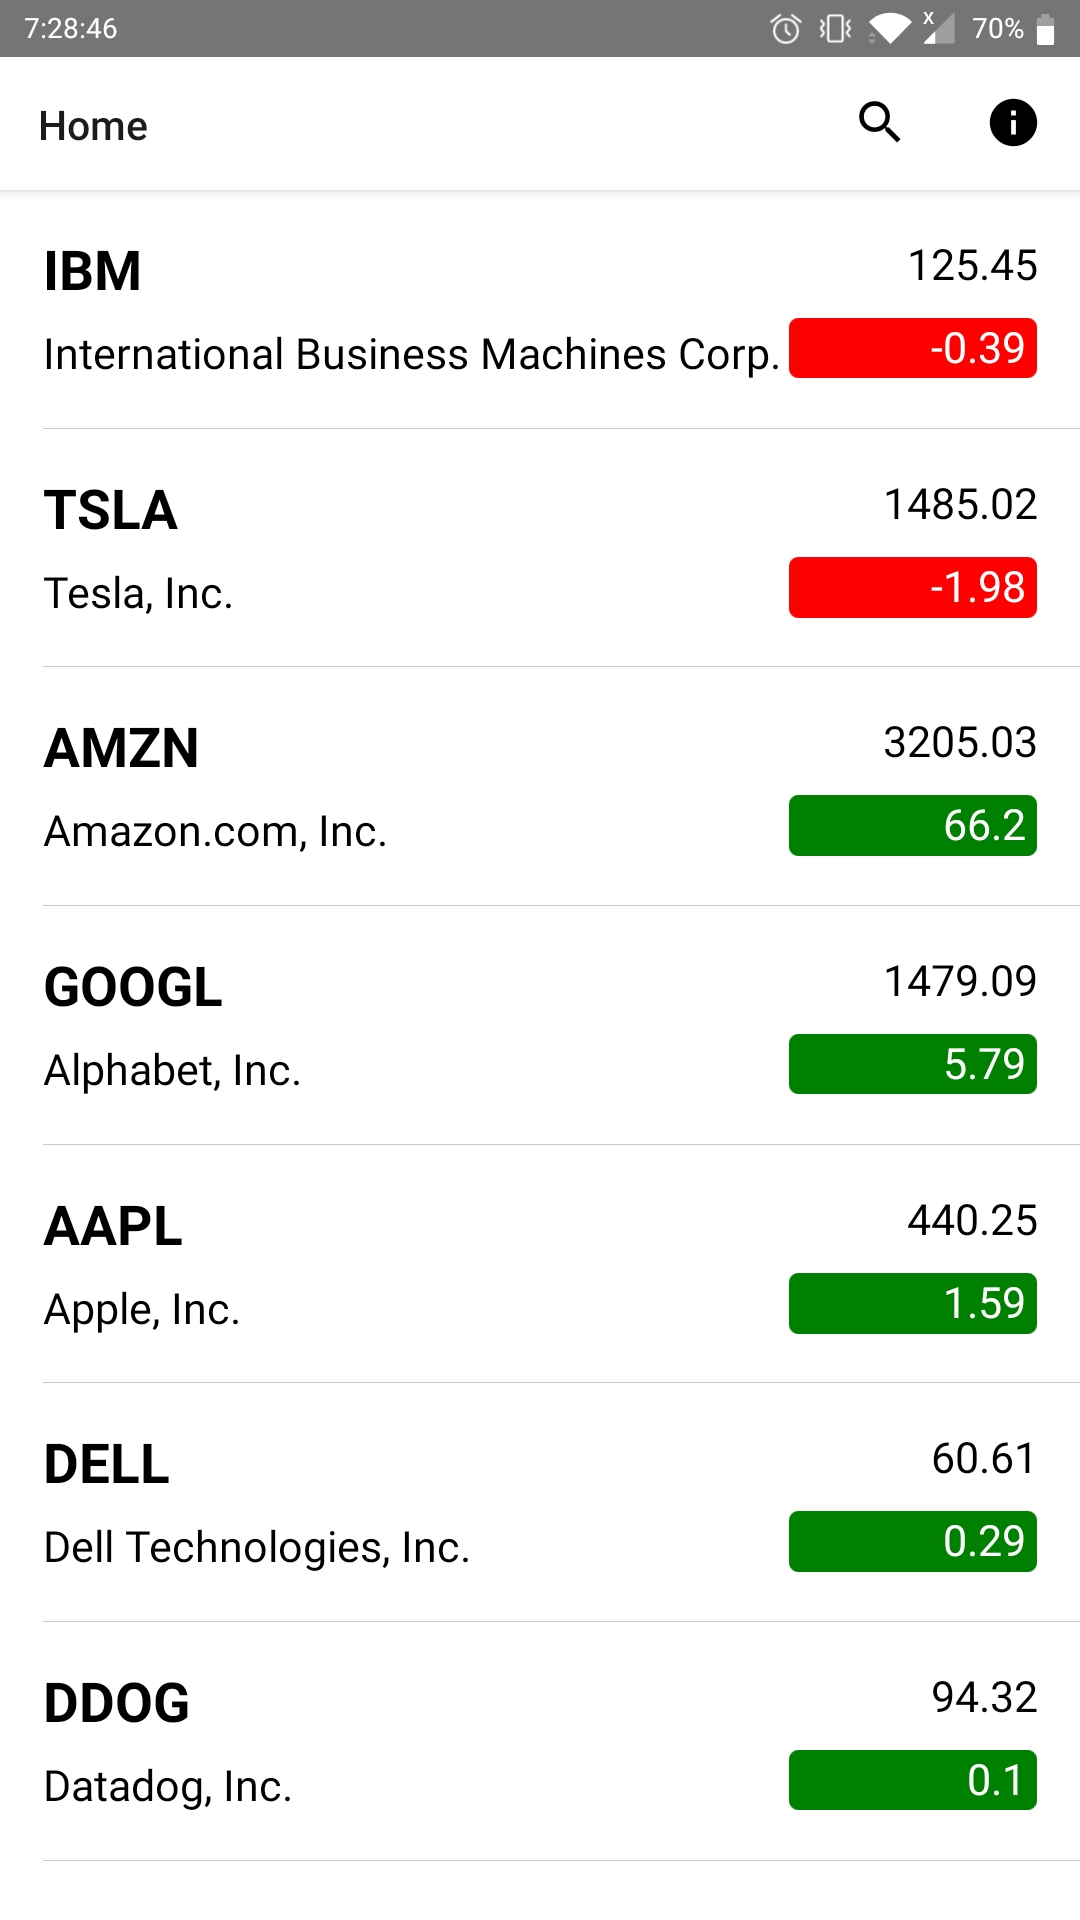 7:28:46 70%
Home
IBM 125.45
International Business Machines Corp. -0.39
TSLA 1485.02
Tesla, Inc. -1.98
AMZN 3205.03
Amazon.com, Inc. 66.2
GOOGL 1479.09
Alphabet, Inc. 5.79
AAPL 440.25
Apple, Inc. 1.59
DELL 60.61
Dell Technologies, Inc. 0.29
DDOG 94.32
Datadog, Inc. 0.1